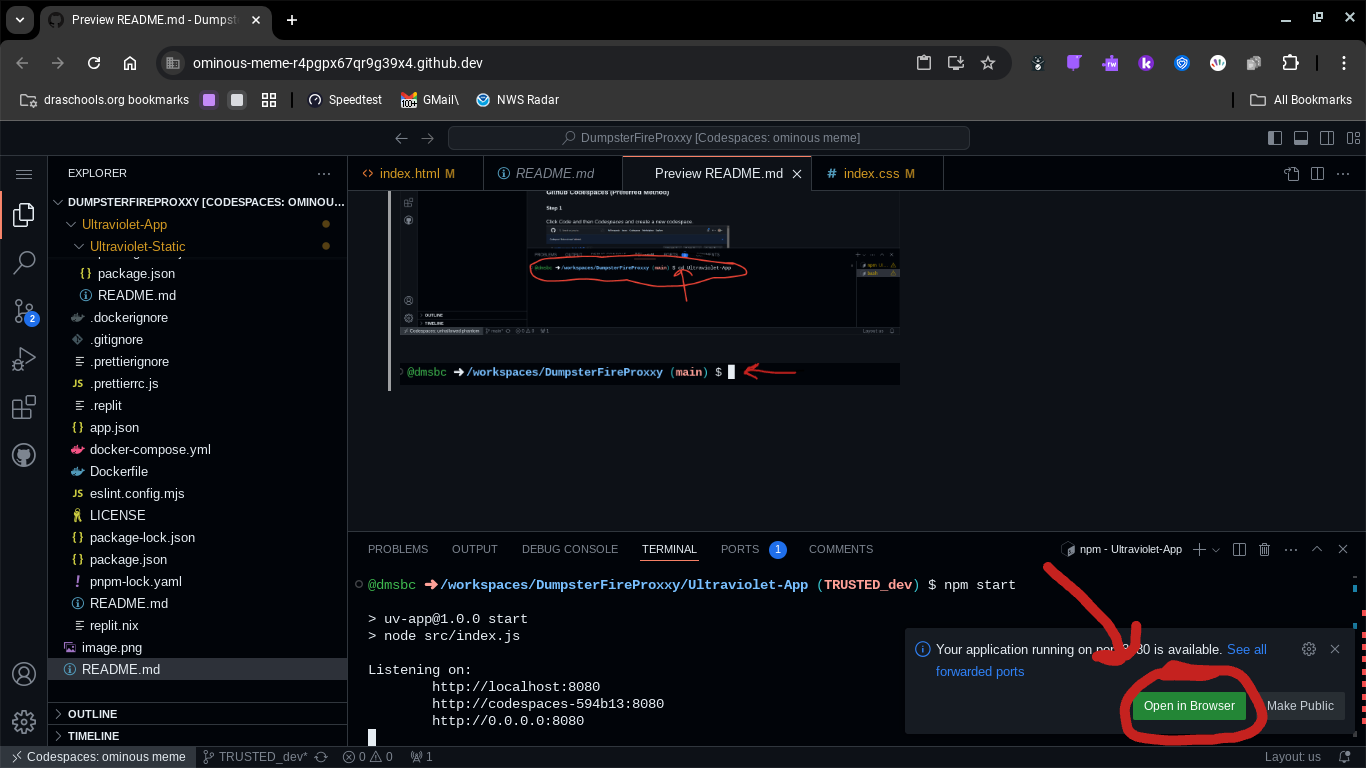 Preview README.md - Dumpste
ominous-meme-r4pgpx67qr9g39x4.github.dev
draschools.org bookmarks
Speedtest
GMail\
NWS Radar
All Bookmarks
DumpsterFireProxxy [Codespaces: ominous meme]
EXPLORER
index.html M
README.md
Preview README.md
index.css M
DUMPSTERFIREPROXXY [CODESPACES: OMINOU...
Ultraviolet-App
Ultraviolet-Static
package.json
README.md
.dockerignore
.gitignore
.prettierignore
.prettierrc.js
.replit
app.json
docker-compose.yml
Dockerfile
eslint.config.mjs
LICENSE
package-lock.json
package.json
pnpm-lock.yaml
README.md
replit.nix
image.png
README.md
OUTLINE
TIMELINE
2
Github Codespaces (Preferred Method)
Step 1
Click Code and then Codespaces and create a new codespace.
@dmsbc ➜/workspaces/DumpsterFireProxxy (main) $ cd Ultraviolet-App
OUTLINE
TIMELINE
@dmsbc ➜/workspaces/DumpsterFireProxxy (main) $
PROBLEMS
OUTPUT
DEBUG CONSOLE
TERMINAL
PORTS 1
COMMENTS
npm - Ultraviolet-App
@dmsbc ➜/workspaces/DumpsterFireProxxy/Ultraviolet-App (TRUSTED_dev) $ npm start
> uv-app@1.0.0 start
> node src/index.js
Listening on:
http://localhost:8080
http://codespaces-594b13:8080
http://0.0.0.0:8080
Your application running on port 8080 is available. See all
forwarded ports
Open in Browser
Make Public
Codespaces: ominous meme
TRUSTED_dev*
0
0
1
Layout: us